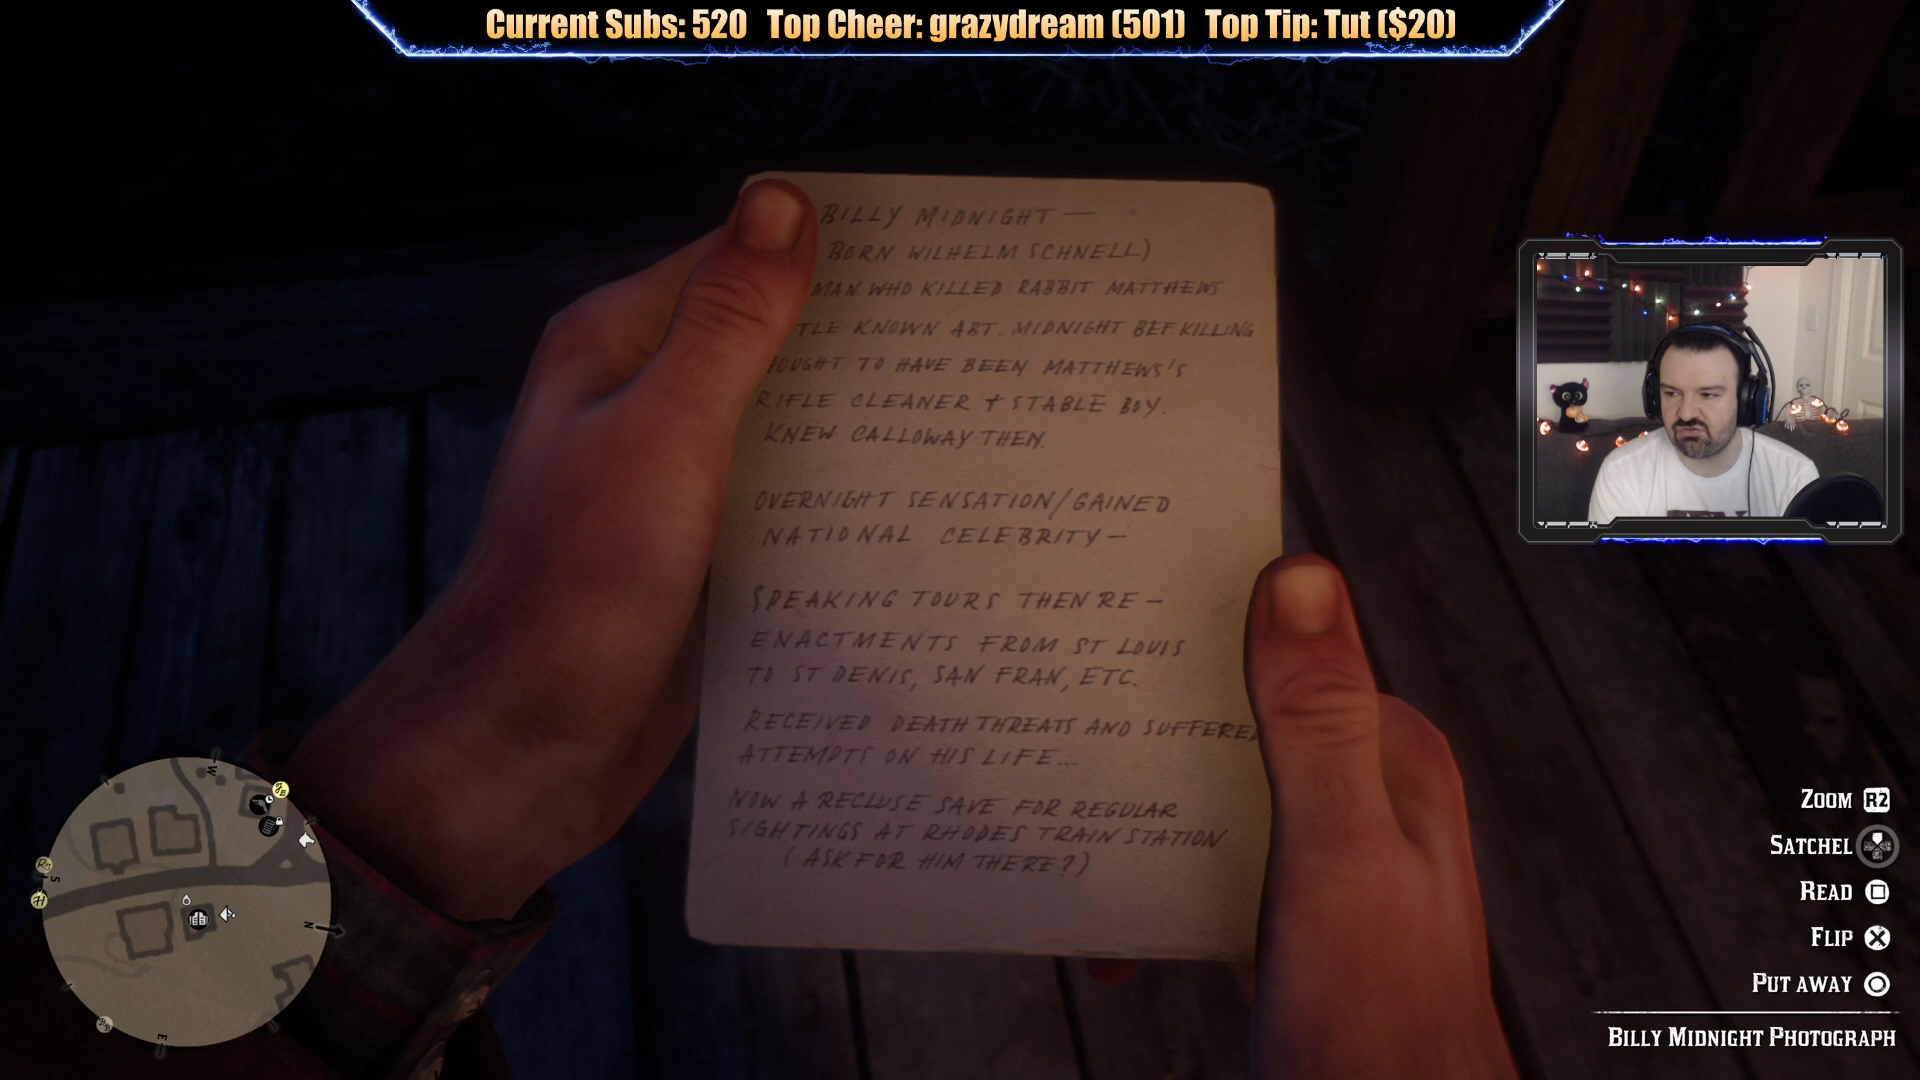 Current Subs: 520 Top Cheer: grazydream (501) Top Tip: Tut ($20)
BILLY MIDNIGHT —
BORN WILHELM SCHNELL)
MAN WHO KILLED RABBIT MATTHEWS
TLE KNOWN ABT. MIDNIGHT BEF. KILLING
OUGHT TO HAVE BEEN MATTHEWS'S
RIFLE CLEANER + STABLE BOY.
KNEW CALLOWAY THEN.
OVERNIGHT SENSATION/GAINED
NATIONAL CELEBRITY —
SPEAKING TOURS THEN RE-
ENACTMENTS FROM ST LOUIS
TO ST DENIS, SAN FRAN, ETC.
RECEIVED DEATH THREATS AND SUFFERED
ATTEMPTS ON HIS LIFE...
NOW A RECLUSE SAVE FOR REGULAR
SIGHTINGS AT RHODES TRAIN STATION
(ASK FOR HIM THERE?)
ZOOM R2
SATCHEL
READ
FLIP
PUT AWAY
BILLY MIDNIGHT PHOTOGRAPH
W
S
N
E
RS
H